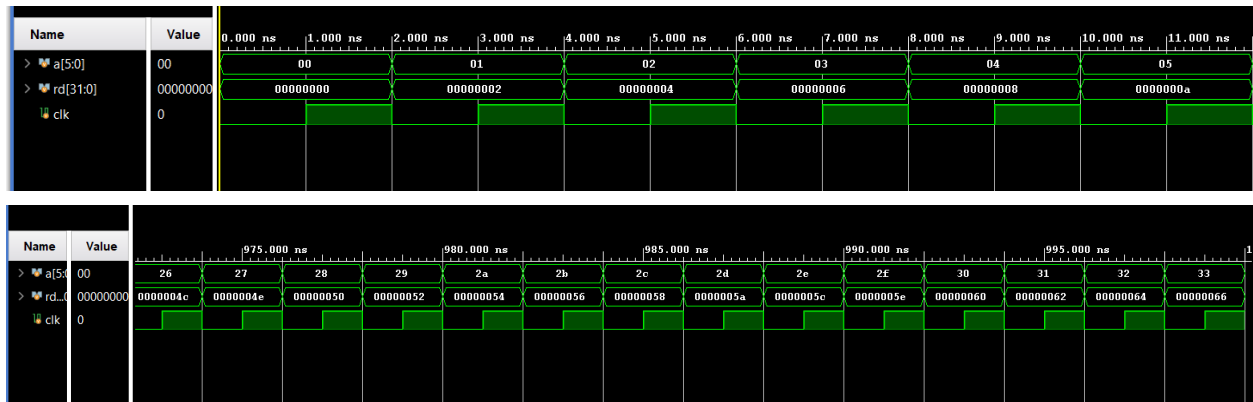 Name Value 0.000 ns 1.000 ns 2.000 ns 3.000 ns 4.000 ns 5.000 ns 6.000 ns 7.000 ns 8.000 ns 9.000 ns 10.000 ns 11.000 ns
a[5:0] 00 00 01 02 03 04 05
rd[31:0] 00000000 00000000 00000002 00000004 00000006 00000008 0000000a
clk 0
Name Value 975.000 ns 980.000 ns 985.000 ns 990.000 ns 995.000 ns 1
a[5:0 00 26 27 28 29 2a 2b 2c 2d 2e 2f 30 31 32 33
rd...0 00000000 0000004c 0000004e 00000050 00000052 00000054 00000056 00000058 0000005a 0000005c 0000005e 00000060 00000062 00000064 00000066
clk 0